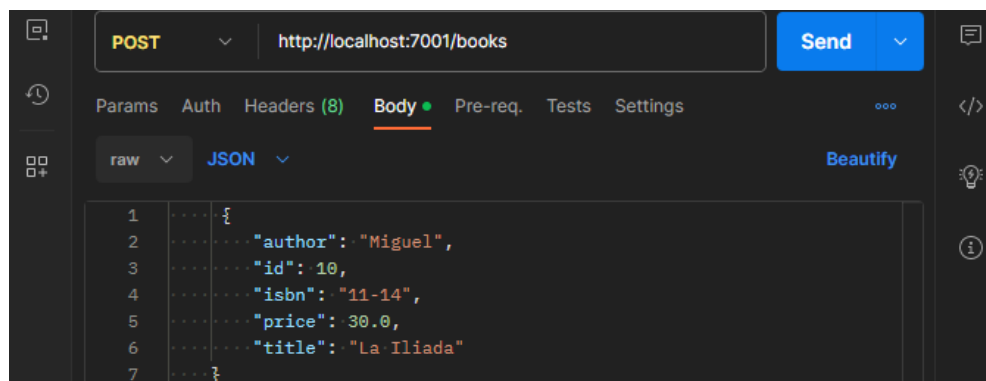 POST http://localhost:7001/books Send
Params Auth Headers (8) Body Pre-req. Tests Settings
raw JSON Beautify
1 {
2 "author": "Miguel",
3 "id": 10,
4 "isbn": "11-14",
5 "price": 30.0,
6 "title": "La Iliada"
7 }